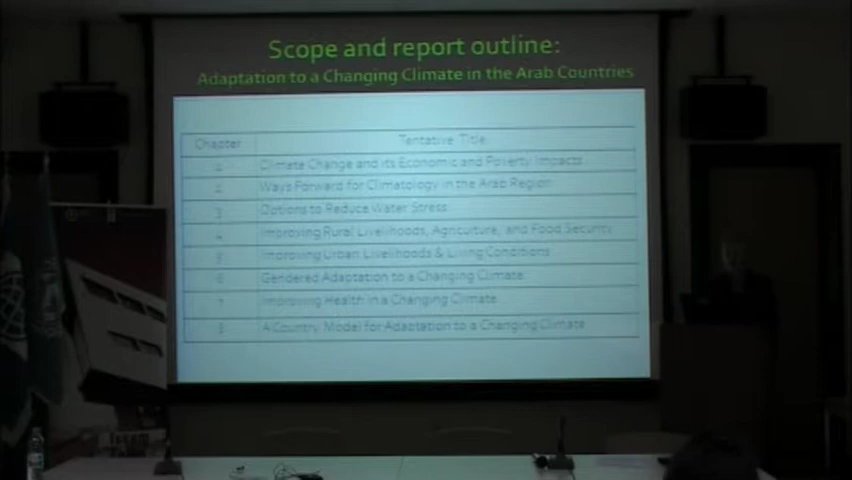 Scope and report outline:
Adaptation to a Changing Climate in the Arab Countries
Chapter Tentative Title
1 Climate Change and its Economic and Poverty Impacts
2 Ways Forward for Climatology in the Arab Region
3 Options to Reduce Water Stress
4 Improving Rural Livelihoods, Agriculture, and Food Security
5 Improving Urban Livelihoods & Living Conditions
6 Gendered Adaptation to a Changing Climate
7 Improving Health in a Changing Climate
8 A Country Model for Adaptation to a Changing Climate